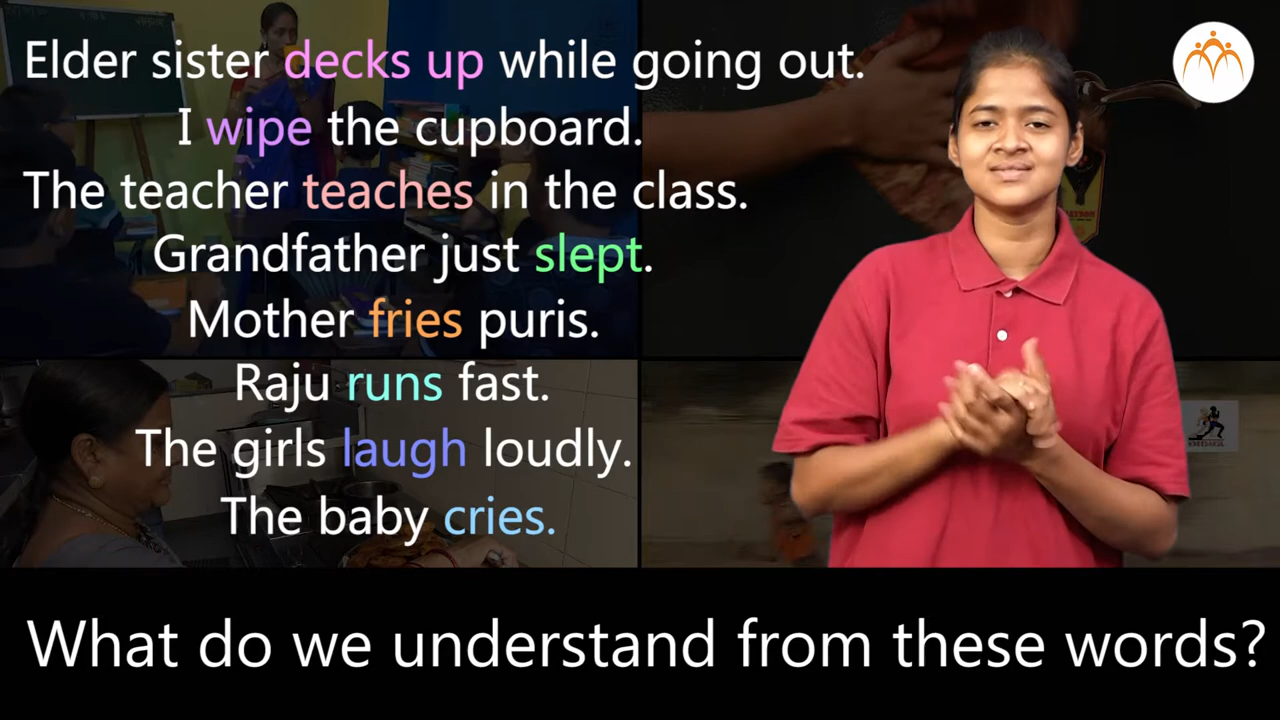 Elder sister decks up while going out.
I wipe the cupboard.
The teacher teaches in the class.
Grandfather just slept.
Mother fries puris.
Raju runs fast.
The girls laugh loudly.
The baby cries.
What do we understand from these words?